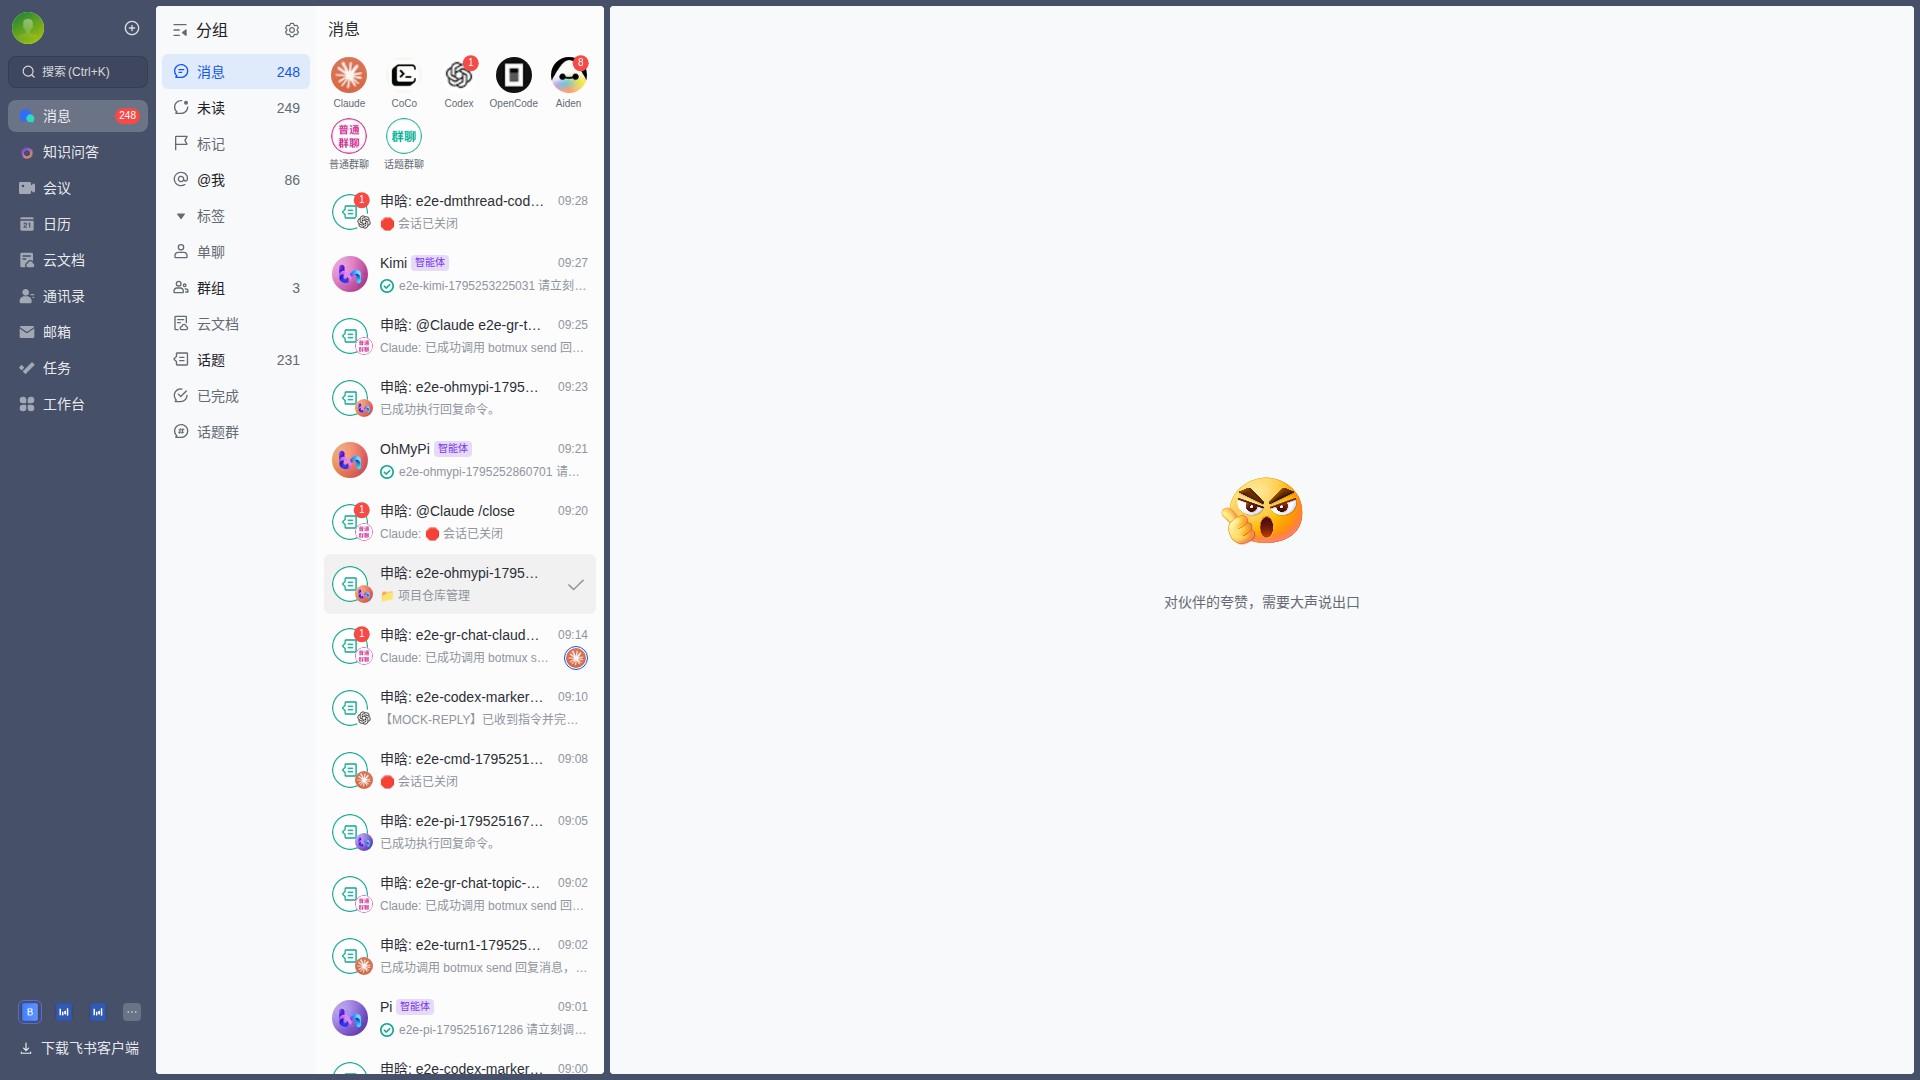 搜索 (Ctrl+K)
消息 248
知识问答
会议
日历
云文档
通讯录
邮箱
任务
工作台
下载飞书客户端
分组
消息 248
未读 249
标记
@我 86
标签
单聊
群组 3
云文档
话题 231
已完成
话题群
消息
1 8
Claude CoCo Codex OpenCode Aiden
普通群聊 群聊
普通群聊 话题群聊
1 申晗: e2e-dmthread-cod… 09:28
会话已关闭
Kimi 智能体 09:27
e2e-kimi-1795253225031 请立刻…
申晗: @Claude e2e-gr-t… 09:25
Claude: 已成功调用 botmux send 回…
申晗: e2e-ohmypi-1795… 09:23
已成功执行回复命令。
OhMyPi 智能体 09:21
e2e-ohmypi-1795252860701 请…
1 申晗: @Claude /close 09:20
Claude: 会话已关闭
申晗: e2e-ohmypi-1795…
项目仓库管理
1 申晗: e2e-gr-chat-claud… 09:14
Claude: 已成功调用 botmux s…
申晗: e2e-codex-marker… 09:10
【MOCK-REPLY】已收到指令并完…
申晗: e2e-cmd-1795251… 09:08
会话已关闭
申晗: e2e-pi-179525167… 09:05
已成功执行回复命令。
申晗: e2e-gr-chat-topic-… 09:02
Claude: 已成功调用 botmux send 回…
申晗: e2e-turn1-179525… 09:02
已成功调用 botmux send 回复消息，…
Pi 智能体 09:01
e2e-pi-1795251671286 请立刻调…
申晗: e2e-codex-marker… 09:00
对伙伴的夸赞，需要大声说出口